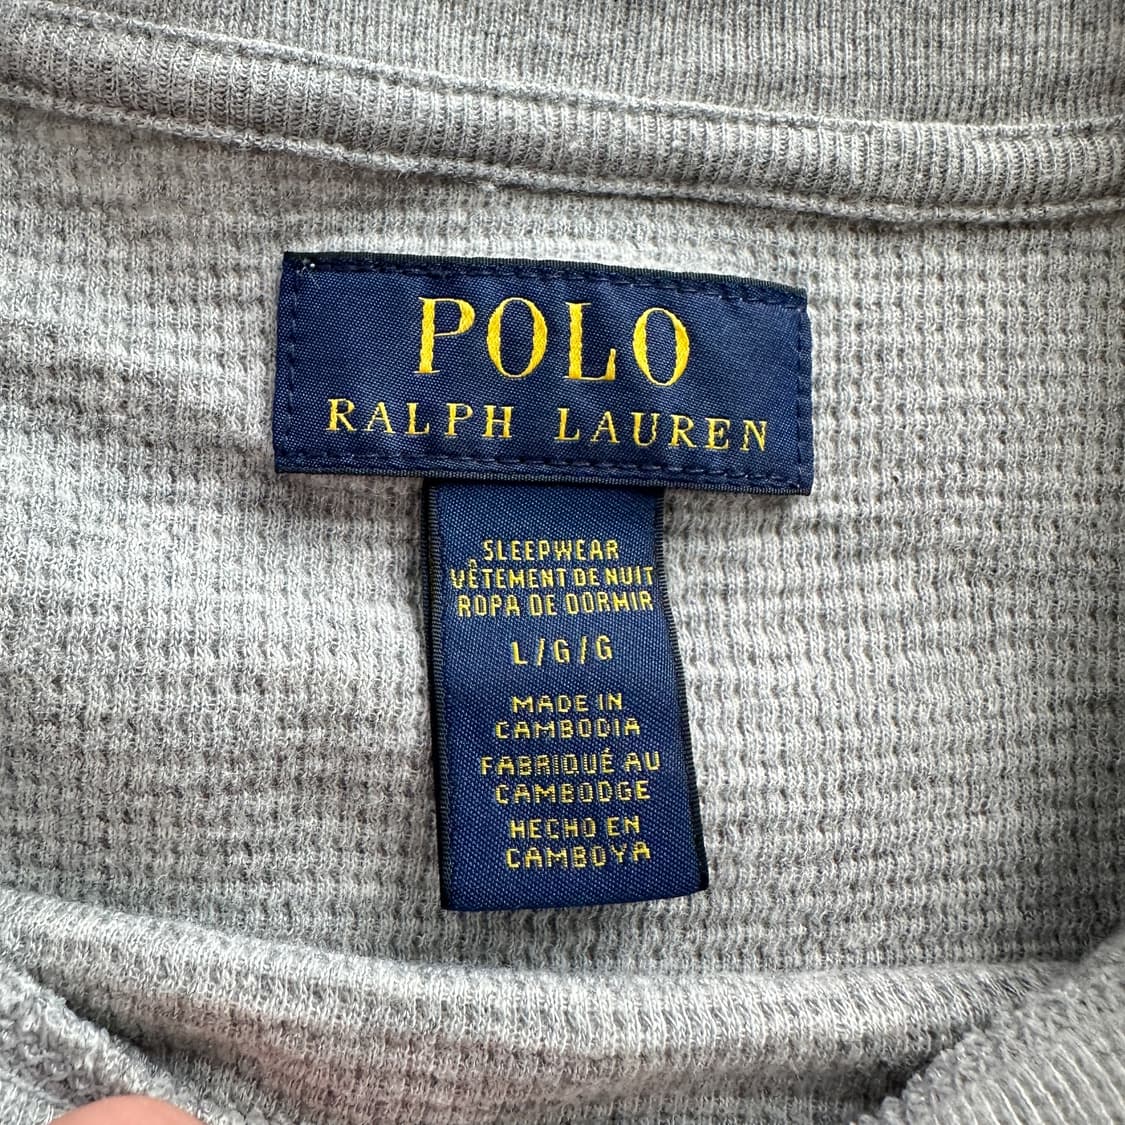 POLO
RALPH LAUREN
SLEEPWEAR
VÊTEMENT DE NUIT
ROPA DE DORMIR
L/G/G
MADE IN
CAMBODIA
FABRIQUÉ AU
CAMBODGE
HECHO EN
CAMBOYA